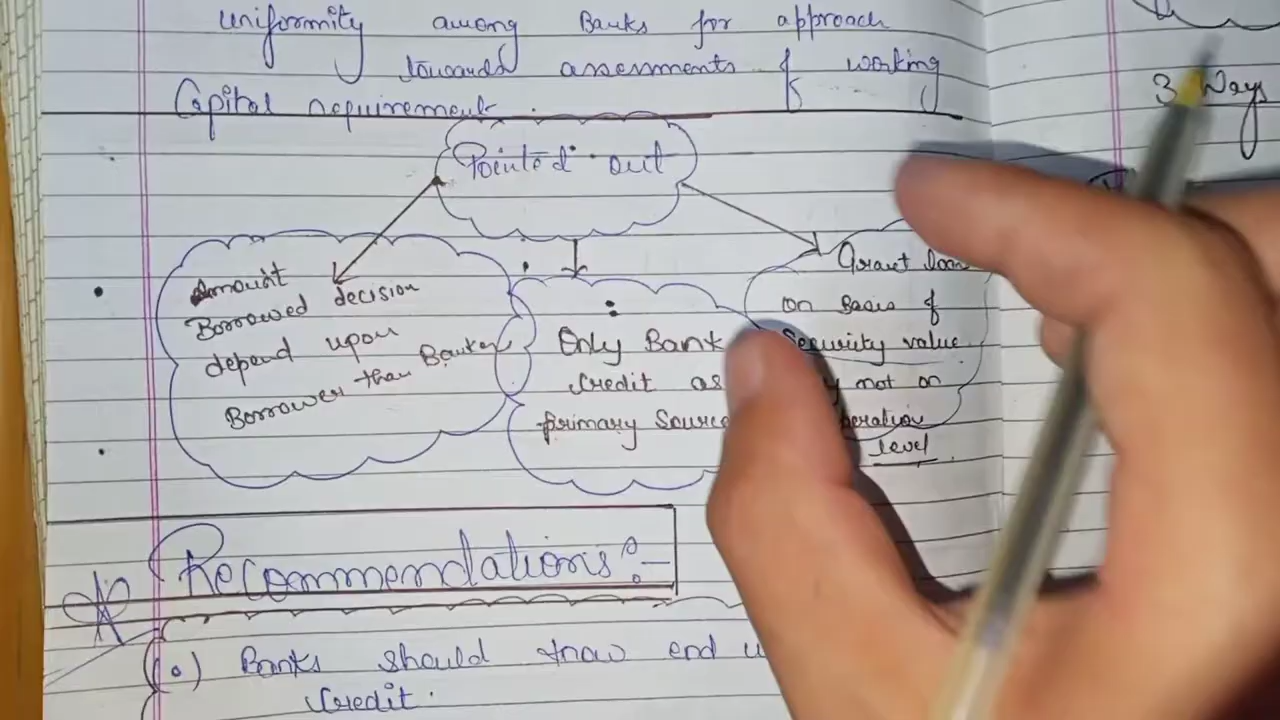 uniformity among Banks for approach
towards assessments of working
Capital requirement.
Pointed out
Amount
Borrowed decision
depend upon
Borrower than Banker
Only Bank
Credit as
primary Source
Grant loan
on Basis of
Security value
not on
level
3 Ways
Recommendations:-
Banks should know end
Credit.